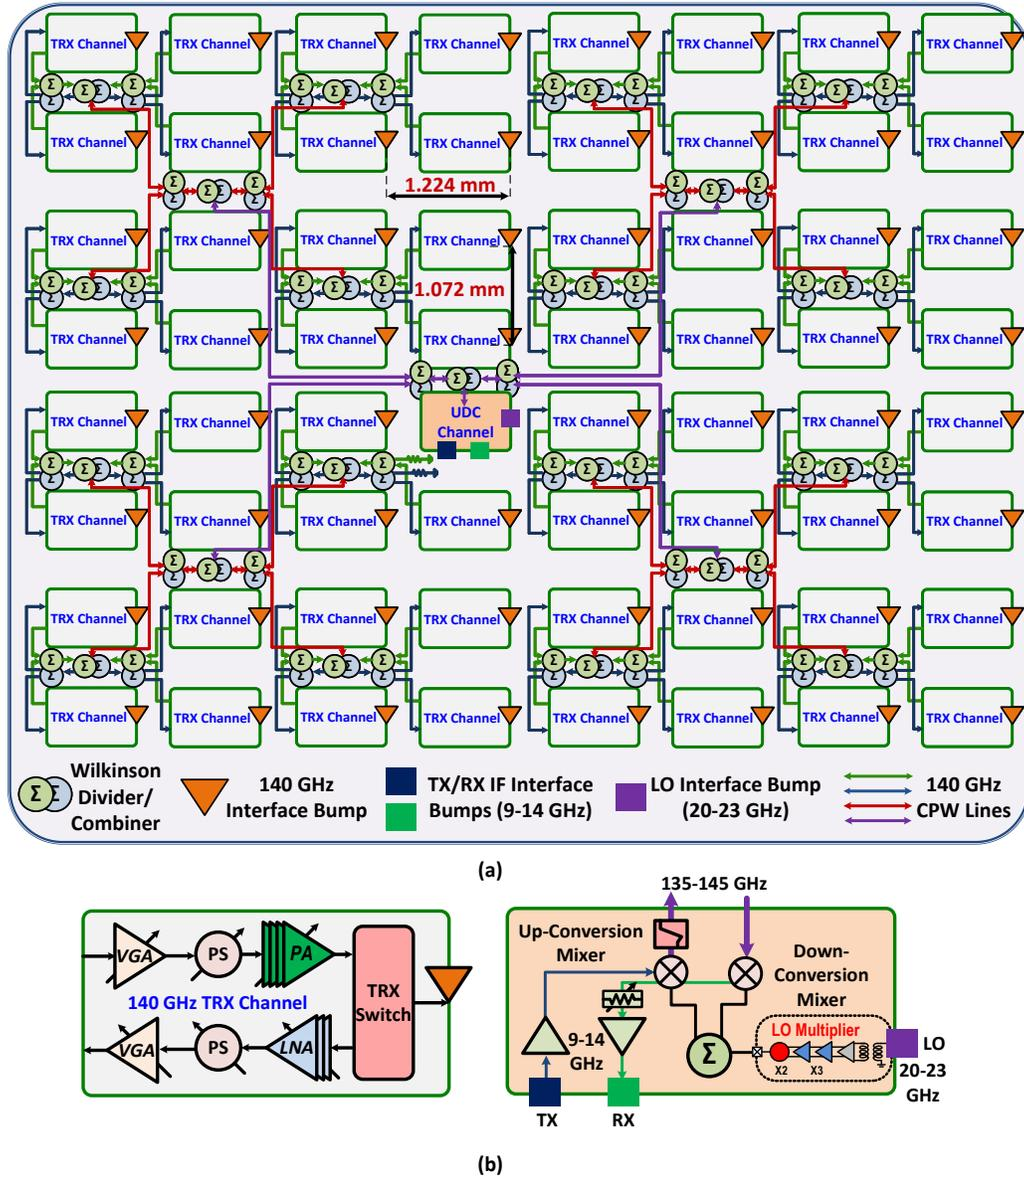 TRX Channel TRX Channel TRX Channel TRX Channel TRX Channel TRX Channel TRX Channel TRX Channel
Σ Σ Σ Σ Σ Σ Σ Σ Σ Σ Σ Σ Σ Σ Σ Σ
Σ Σ Σ Σ Σ Σ Σ Σ
TRX Channel TRX Channel TRX Channel TRX Channel TRX Channel TRX Channel TRX Channel TRX Channel
1.224 mm
Σ Σ Σ Σ Σ Σ Σ Σ
Σ Σ Σ Σ
TRX Channel TRX Channel TRX Channel TRX Channel TRX Channel TRX Channel TRX Channel TRX Channel
1.072 mm
Σ Σ Σ Σ Σ Σ Σ Σ Σ Σ Σ Σ Σ Σ Σ Σ
Σ Σ Σ Σ Σ Σ Σ Σ
TRX Channel TRX Channel TRX Channel TRX Channel TRX Channel TRX Channel TRX Channel TRX Channel
Σ Σ Σ Σ
Σ Σ
TRX Channel TRX Channel TRX Channel UDC Channel TRX Channel TRX Channel TRX Channel TRX Channel
Σ Σ Σ Σ Σ Σ Σ Σ Σ Σ Σ Σ Σ Σ Σ Σ
Σ Σ Σ Σ Σ Σ Σ Σ
TRX Channel TRX Channel TRX Channel TRX Channel TRX Channel TRX Channel TRX Channel TRX Channel
Σ Σ Σ Σ Σ Σ Σ Σ
Σ Σ Σ Σ
TRX Channel TRX Channel TRX Channel TRX Channel TRX Channel TRX Channel TRX Channel TRX Channel
Σ Σ Σ Σ Σ Σ Σ Σ Σ Σ Σ Σ Σ Σ Σ Σ
Σ Σ Σ Σ Σ Σ Σ Σ
TRX Channel TRX Channel TRX Channel TRX Channel TRX Channel TRX Channel TRX Channel TRX Channel
Σ Σ
Wilkinson
Divider/
Combiner
140 GHz
Interface Bump
TX/RX IF Interface
Bumps (9-14 GHz)
LO Interface Bump
(20-23 GHz)
140 GHz
CPW Lines
(a)
VGA
PS
PA
140 GHz TRX Channel
TRX
Switch
VGA
PS
LNA
135-145 GHz
Up-Conversion
Mixer
Down-
Conversion
Mixer
9-14
GHz
Σ
LO Multiplier
X2
X3
LO
20-23
GHz
TX
RX
(b)